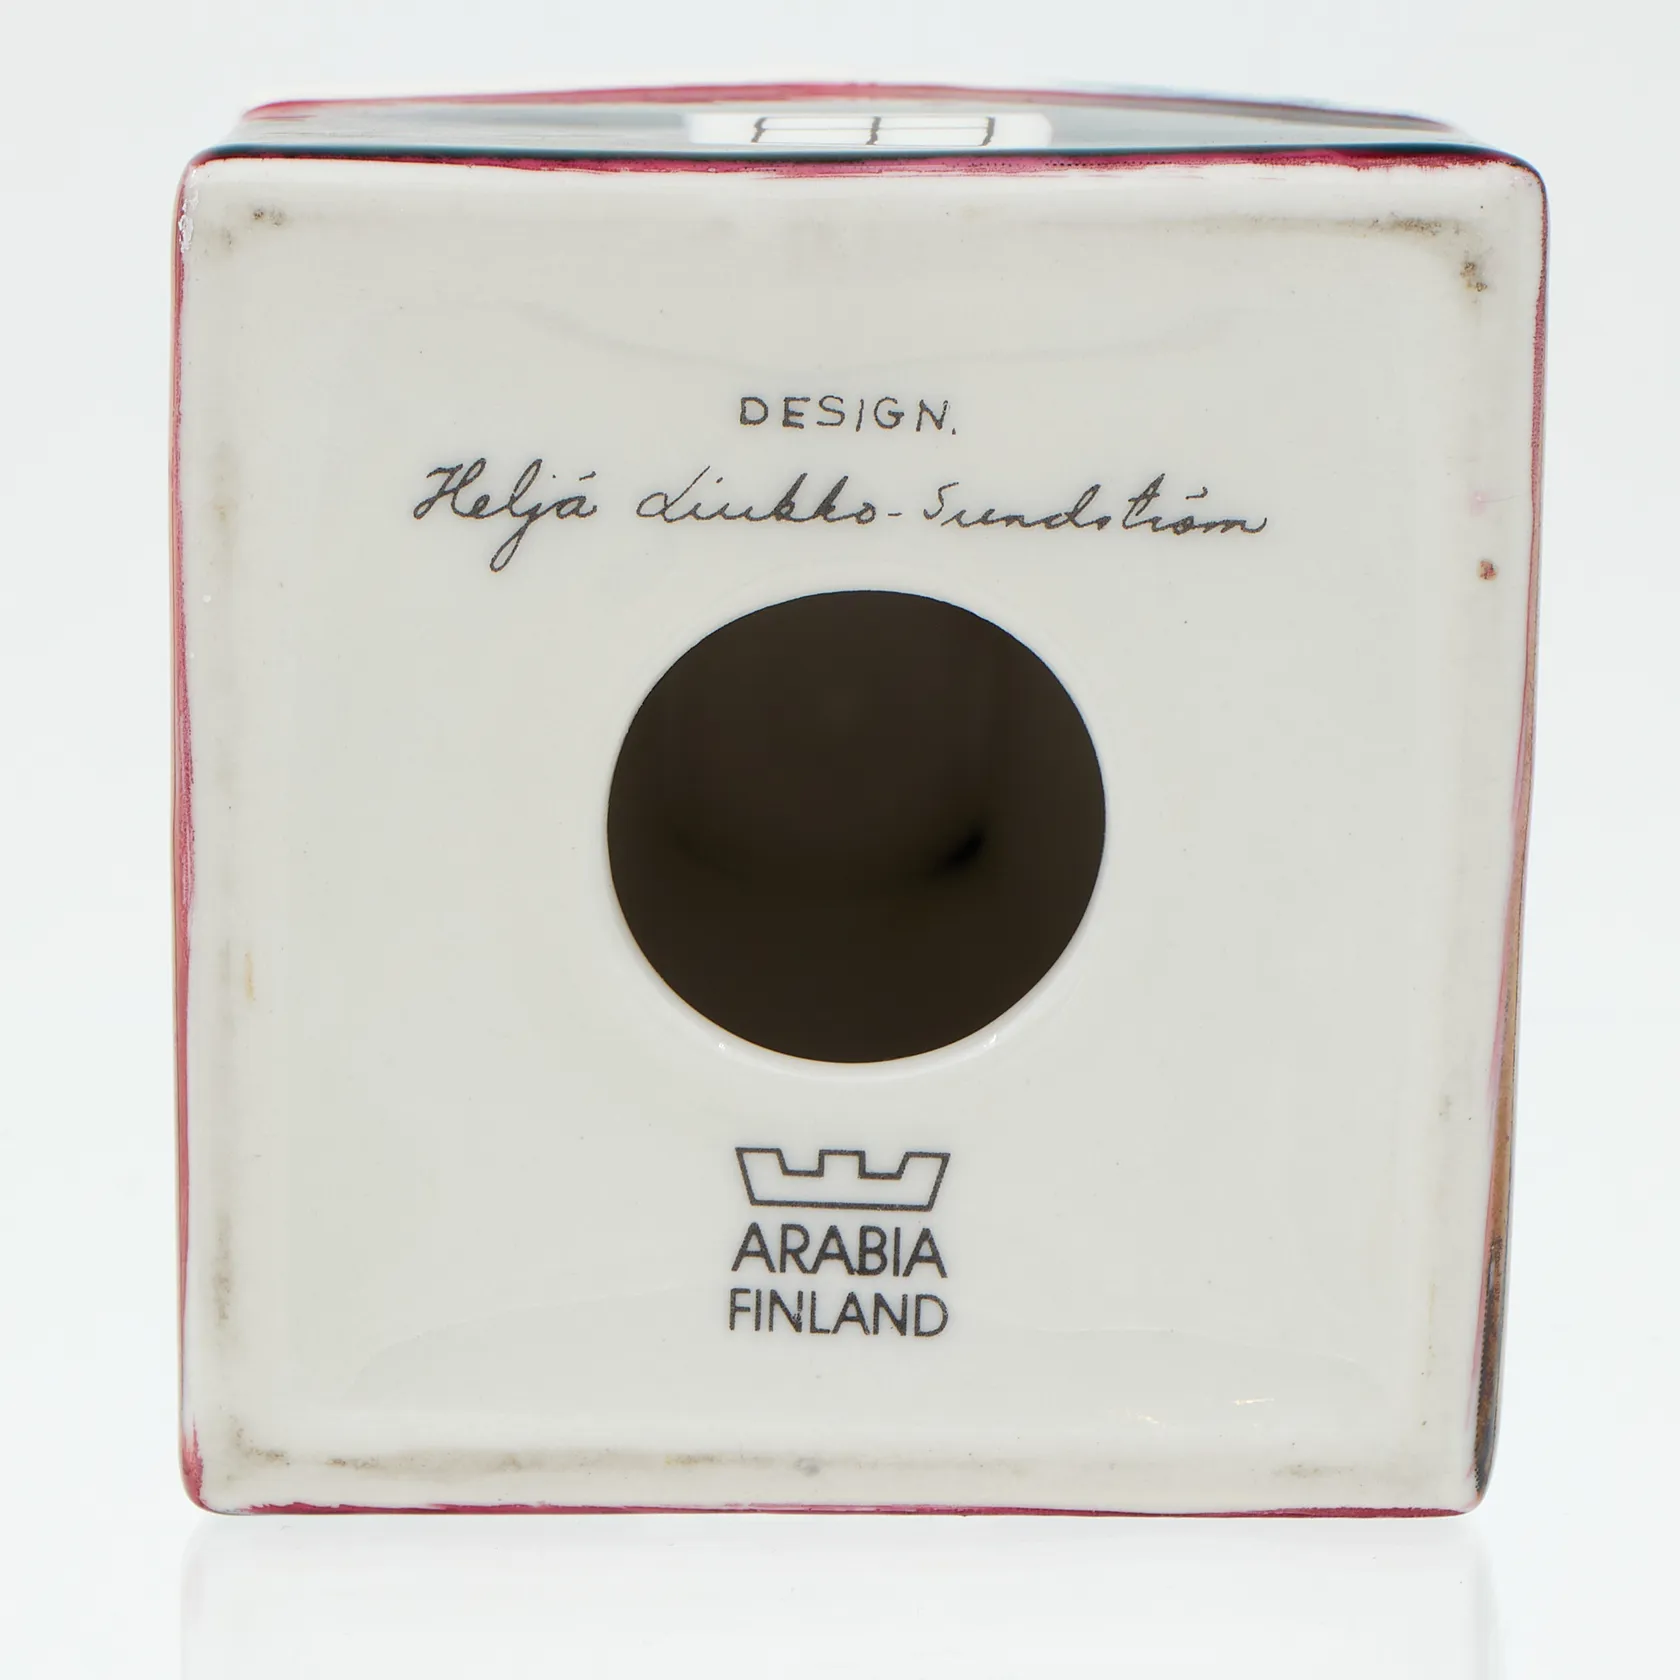 DESIGN.
Heljä Liukko-Sundström
ARABIA
FINLAND